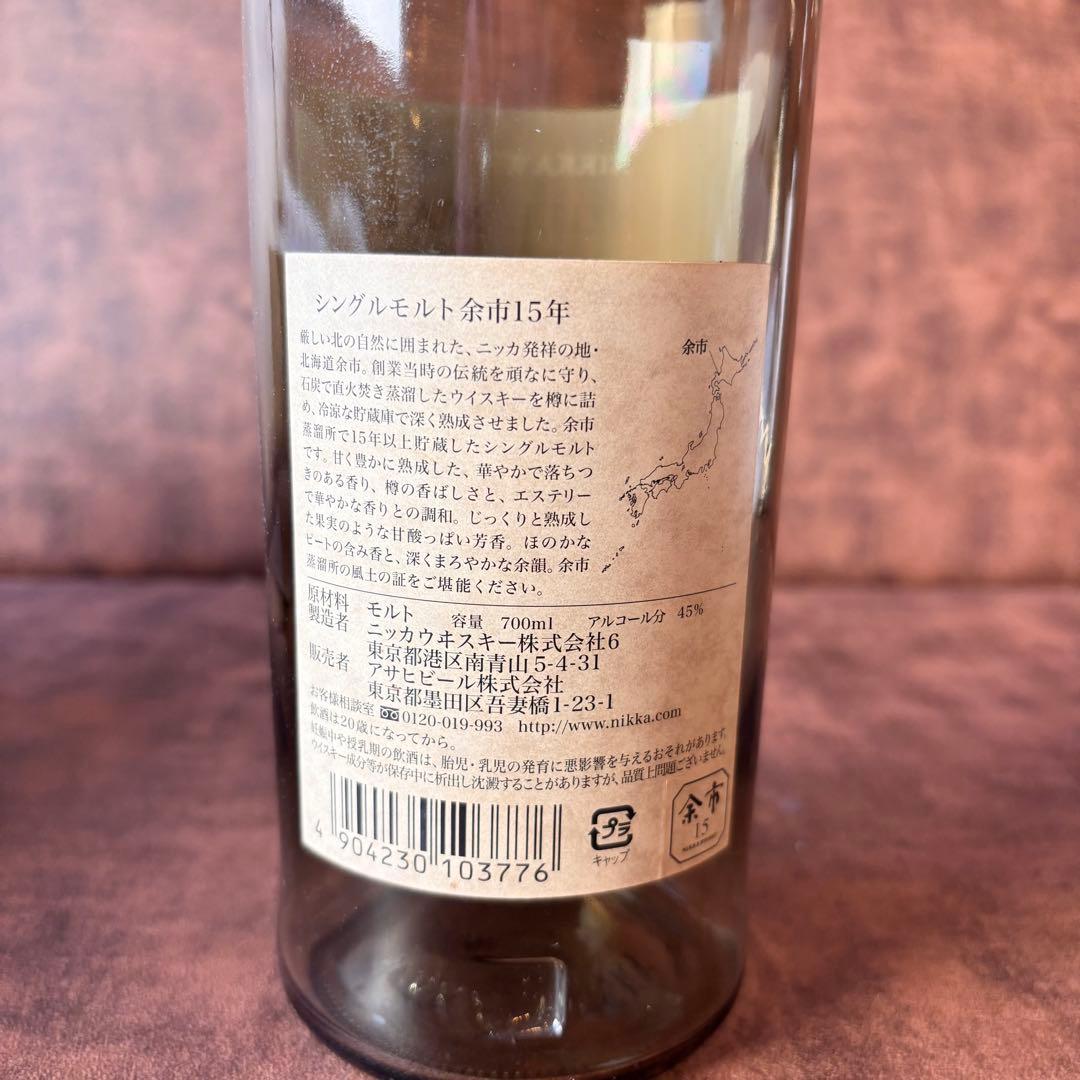 シングルモルト余市15年
厳しい北の自然に囲まれた、ニッカ発祥の地・
北海道余市。創業当時の伝統を頑なに守り、
石炭で直火焚き蒸溜したウイスキーを樽に詰
め、冷涼な貯蔵庫で深く熟成させました。余市
蒸溜所で15年以上貯蔵したシングルモルト
です。甘く豊かに熟成した、華やかで落ちつ
きのある香り、樽の香ばしさと、エステリー
で華やかな香りとの調和。じっくりと熟成し
た果実のような甘酸っぱい芳香。ほのかな
ピートの含み香と、深くまろやかな余韻。余市
蒸溜所の風土の証をご堪能ください。
余市
原材料 モルト 容量 700ml アルコール分 45%
製造者 ニッカウヰスキー株式会社6
東京都港区南青山5-4-31
販売者 アサヒビール株式会社
東京都墨田区吾妻橋1-23-1
お客様相談室 0120-019-993 http://www.nikka.com
飲酒は20歳になってから。
妊娠中や授乳期の飲酒は、胎児・乳児の発育に悪影響を与えるおそれがあります。
ウイスキー成分等が保存中に析出し沈澱することがありますが、品質上問題ございません。
4 904230 103776
プラ
キャップ
余市
15